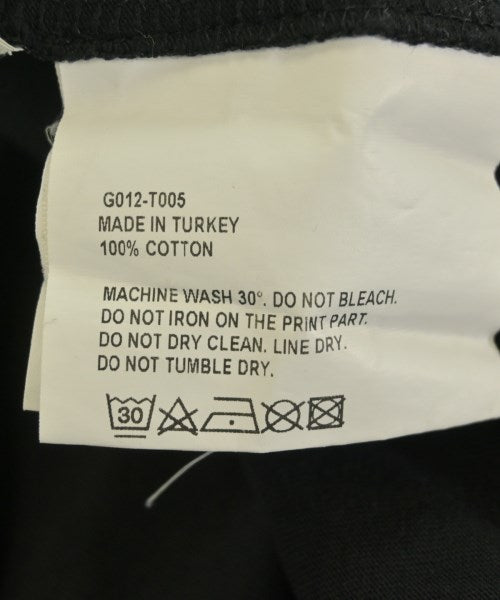 G012-T005
MADE IN TURKEY
100% COTTON
MACHINE WASH 30°. DO NOT BLEACH.
DO NOT IRON ON THE PRINT PART.
DO NOT DRY CLEAN. LINE DRY.
DO NOT TUMBLE DRY.
30